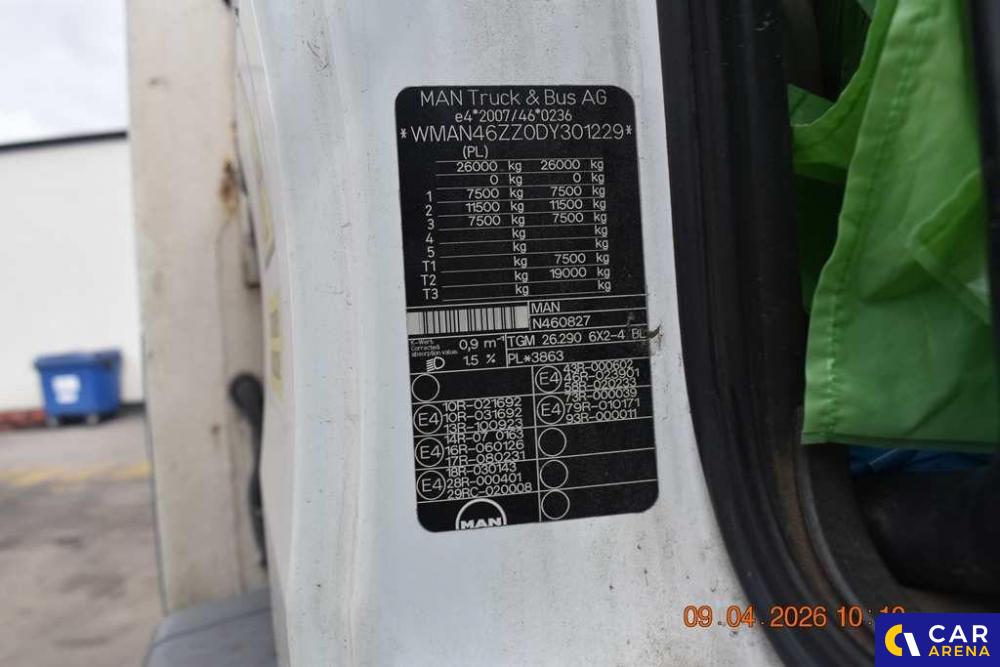 MAN Truck & Bus AG
e4*2007/46*0236
*WMAN46ZZ0DY301229*
(PL)
26000 kg 26000 kg
0 kg 0 kg
1 7500 kg 7500 kg
2 11500 kg 11500 kg
3 7500 kg 7500 kg
4 kg kg
5 kg kg
T1 kg 7500 kg
T2 kg 19000 kg
T3 kg kg
MAN
N460827
K-Wert: Corrected absorption value: 0,9 m⁻¹
TGM 26.290 6X2-4 BL
1.5 %
PL*3863
E4 43R-000602
58R-020233
10R-021692
E4 10R-031692
13R-100923
73R-000039
E4 79R-010171
93R-000011
14R-07 0163
E4 16R-060126
17R-080231
18R-030143
E4 28R-000401
29RC-020008
MAN
09.04.2026
CAR
ARENA